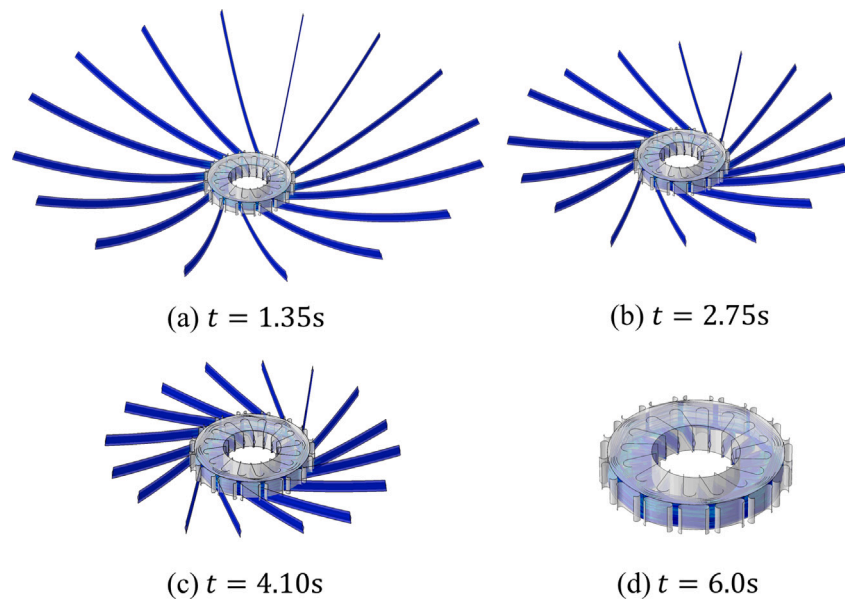 (a) t = 1.35s
(b) t = 2.75s
(c) t = 4.10s
(d) t = 6.0s